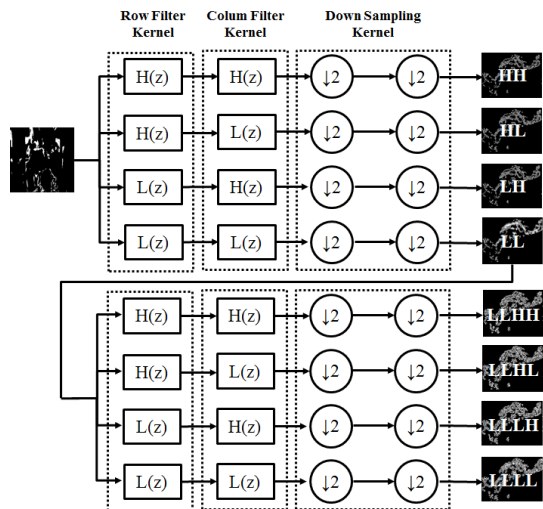 Row Filter Kernel
Colum Filter Kernel
Down Sampling Kernel
H(z) H(z) ↓2 ↓2 HH
H(z) L(z) ↓2 ↓2 HL
L(z) H(z) ↓2 ↓2 LH
L(z) L(z) ↓2 ↓2 LL
H(z) H(z) ↓2 ↓2 LLHH
H(z) L(z) ↓2 ↓2 LLHL
L(z) H(z) ↓2 ↓2 LLLH
L(z) L(z) ↓2 ↓2 LLLL